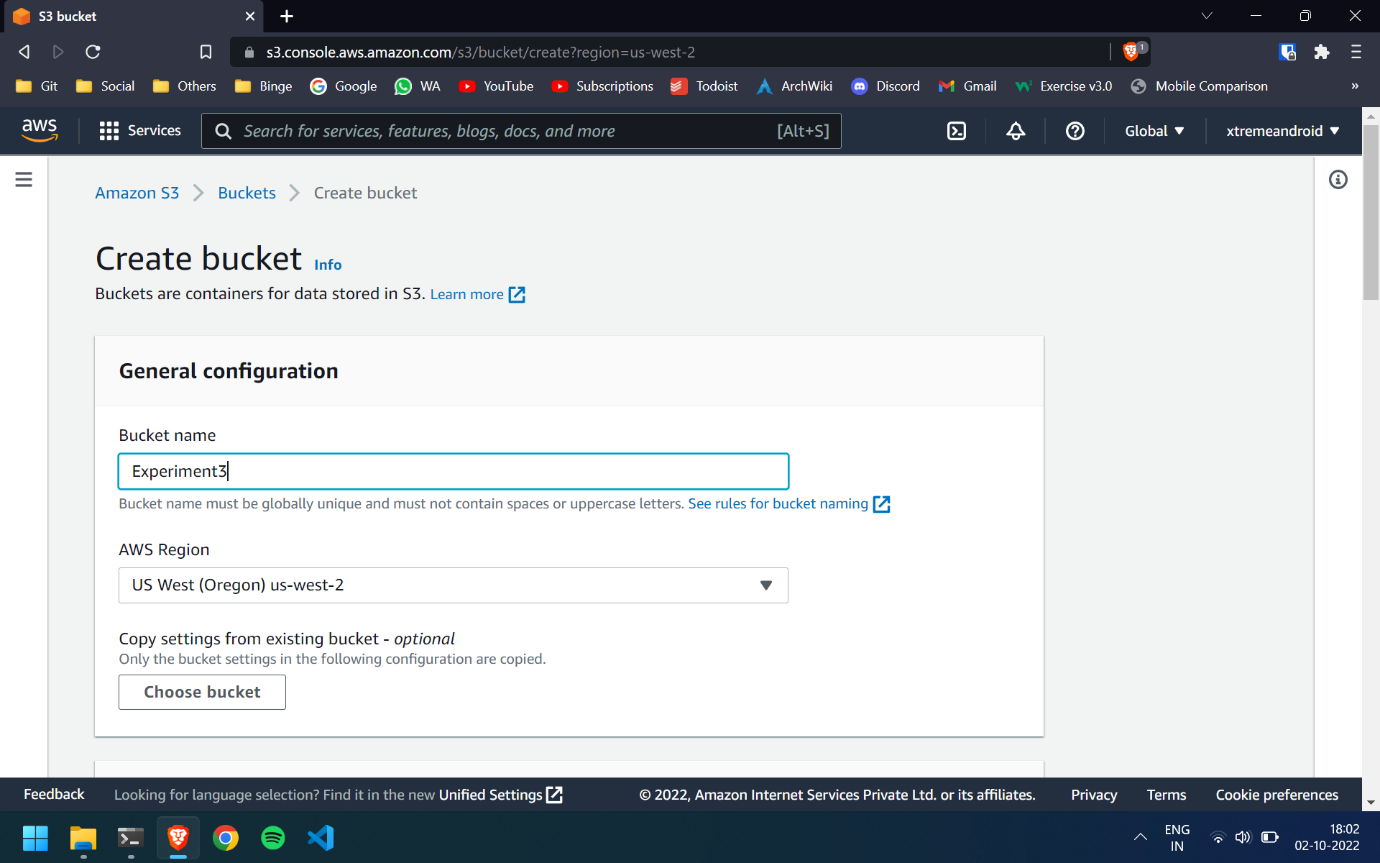 S3 bucket
s3.console.aws.amazon.com/s3/bucket/create?region=us-west-2
1
Git Social Others Binge Google WA YouTube Subscriptions Todoist ArchWiki Discord Gmail Exercise v3.0 Mobile Comparison »
aws Services Search for services, features, blogs, docs, and more [Alt+S] Global xtremeandroid
Amazon S3 Buckets Create bucket
Create bucket Info
Buckets are containers for data stored in S3. Learn more
General configuration
Bucket name
Experiment3
Bucket name must be globally unique and must not contain spaces or uppercase letters. See rules for bucket naming
AWS Region
US West (Oregon) us-west-2
Copy settings from existing bucket - optional
Only the bucket settings in the following configuration are copied.
Choose bucket
Feedback Looking for language selection? Find it in the new Unified Settings © 2022, Amazon Internet Services Private Ltd. or its affiliates. Privacy Terms Cookie preferences
ENG 18:02
IN 02-10-2022